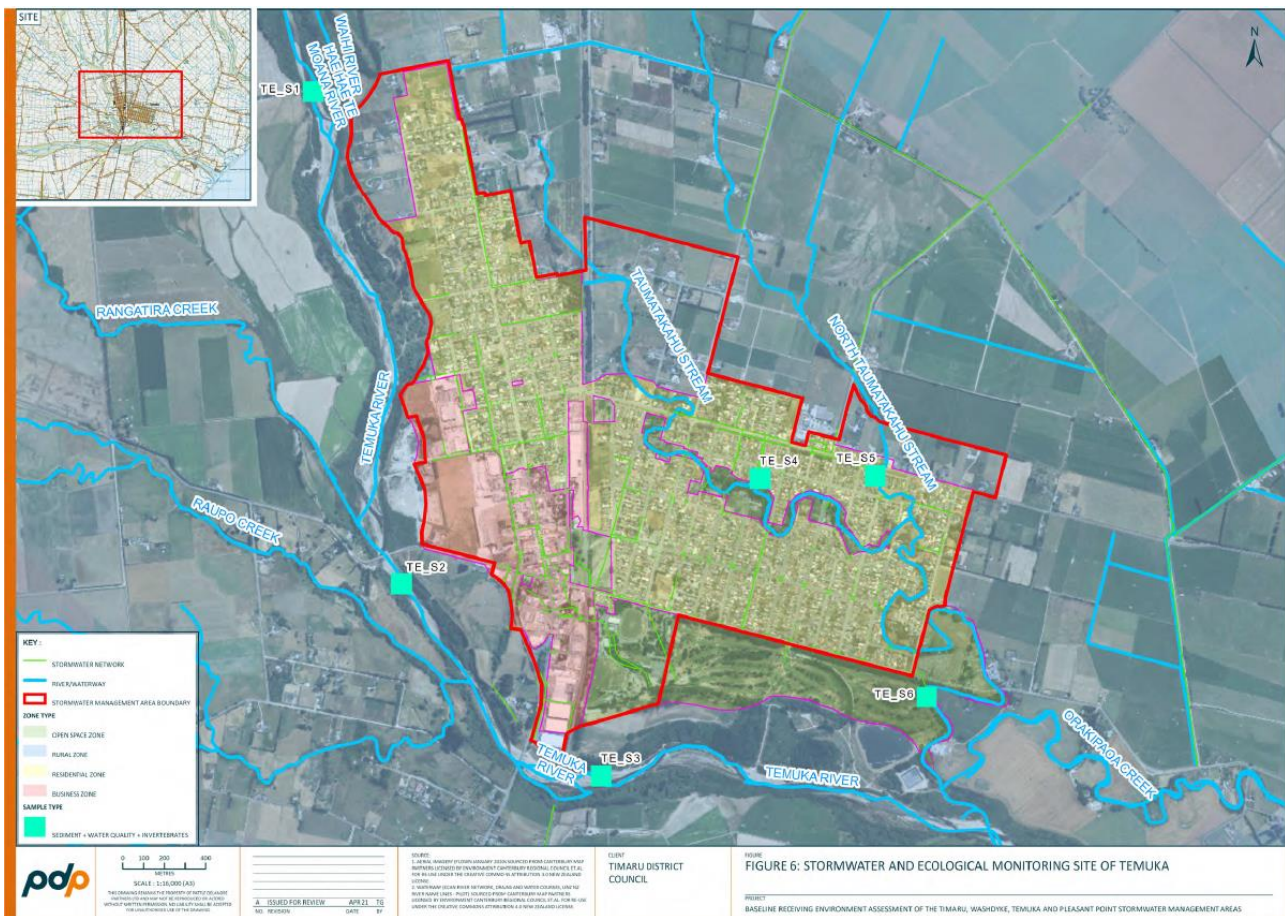 SITE
N
WAIHI RIVER
HAE HAE TE
MOANA RIVER
TE_S1
RANGATIRA CREEK
TEMUKA RIVER
RAUPO CREEK
TAUMATAKAHU STREAM
NORTH TAUMATAKAHU STREAM
TE_S4
TE_S5
TE_S2
TE_S6
TE_S3
TEMUKA
RIVER
TEMUKA RIVER
ORAKIPAOA CREEK
KEY :
STORMWATER NETWORK
RIVER/WATERWAY
STORMWATER MANAGEMENT AREA BOUNDARY
ZONE TYPE
OPEN SPACE ZONE
RURAL ZONE
RESIDENTIAL ZONE
BUSINESS ZONE
SAMPLE TYPE
SEDIMENT + WATER QUALITY + INVERTEBRATES
pdp
0 100 200 400
METRES
SCALE : 1:16,000 (A3)
A ISSUED FOR REVIEW APR 21 TG
NO. REVISION DATE BY
SOURCE:
CLIENT
TIMARU DISTRICT
COUNCIL
FIGURE
FIGURE 6: STORMWATER AND ECOLOGICAL MONITORING SITE OF TEMUKA
PROJECT
BASELINE RECEIVING ENVIRONMENT ASSESSMENT OF THE TIMARU, WASHDYKE, TEMUKA AND PLEASANT POINT STORMWATER MANAGEMENT AREAS